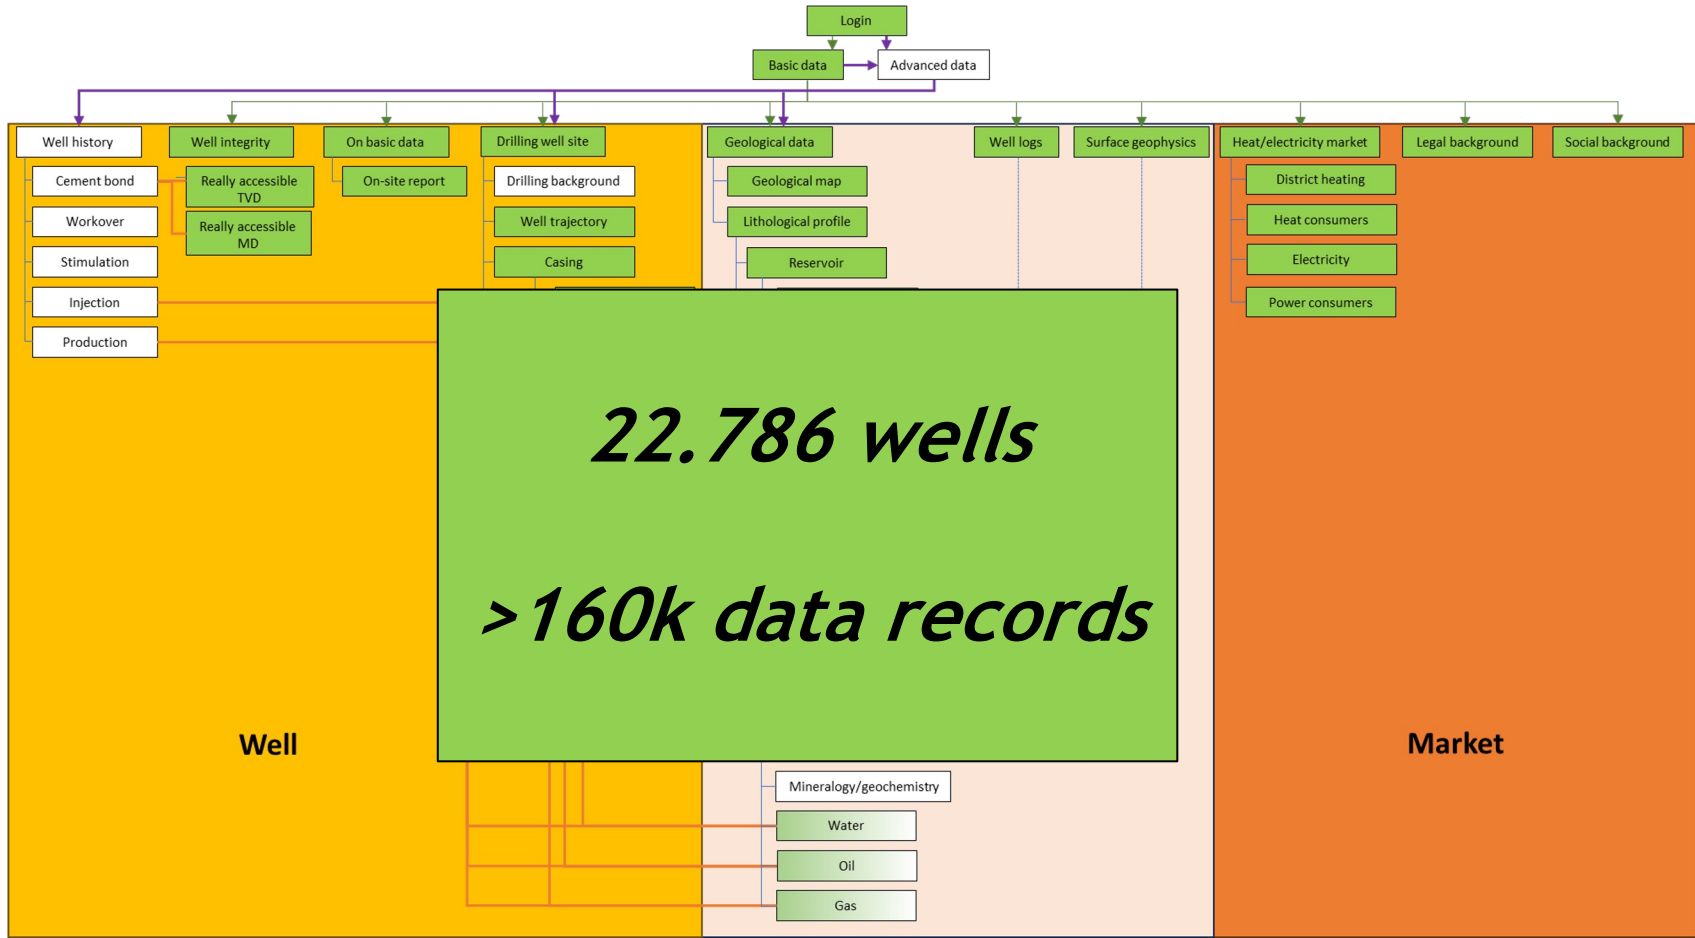 Login
Basic data
Advanced data
Well history
Well integrity
On basic data
Drilling well site
Geological data
Well logs
Surface geophysics
Heat/electricity market
Legal background
Social background
Cement bond
Really accessible
TVD
On-site report
Drilling background
Geological map
District heating
Workover
Really accessible
MD
Well trajectory
Lithological profile
Heat consumers
Stimulation
Casing
Reservoir
Electricity
Injection
Power consumers
Production
22.786 wells
>160k data records
Well
Market
Mineralogy/geochemistry
Water
Oil
Gas